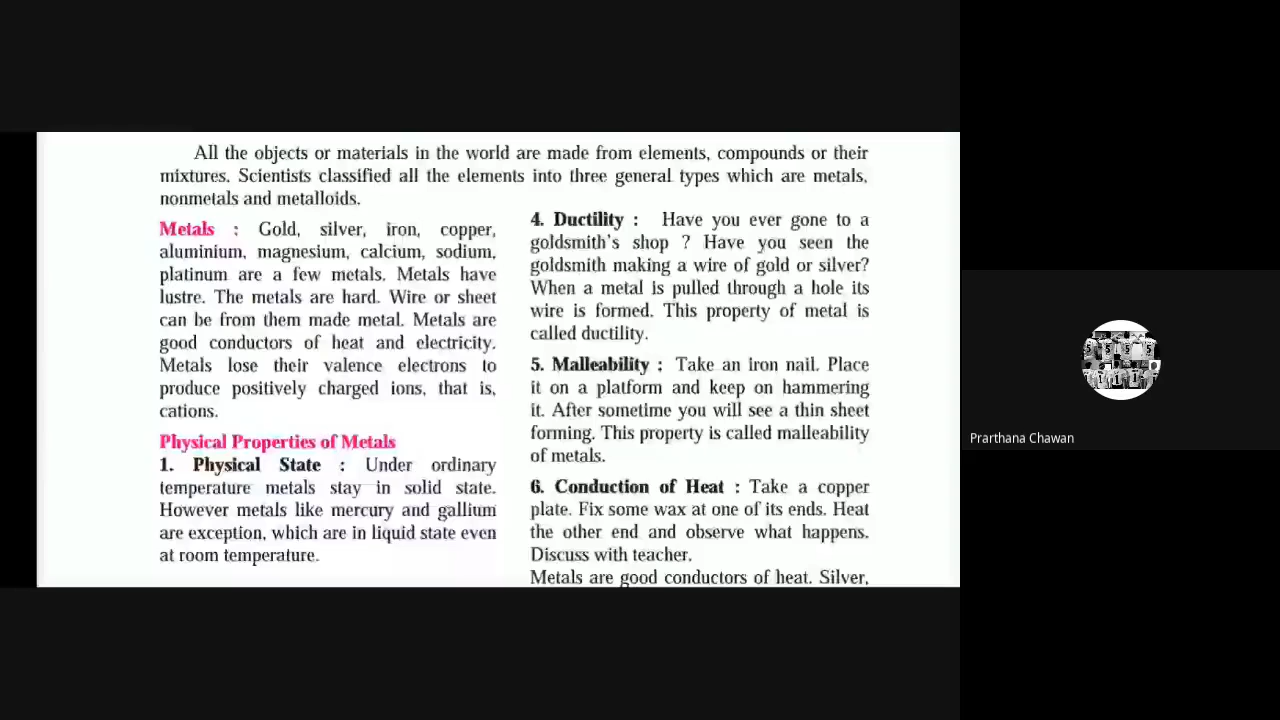 All the objects or materials in the world are made from elements, compounds or their
mixtures. Scientists classified all the elements into three general types which are metals,
nonmetals and metalloids.
Metals : Gold, silver, iron, copper,
aluminium, magnesium, calcium, sodium,
platinum are a few metals. Metals have
lustre. The metals are hard. Wire or sheet
can be from them made metal. Metals are
good conductors of heat and electricity.
Metals lose their valence electrons to
produce positively charged ions, that is,
cations.
Physical Properties of Metals
1. Physical State : Under ordinary
temperature metals stay in solid state.
However metals like mercury and gallium
are exception, which are in liquid state even
at room temperature.
4. Ductility : Have you ever gone to a
goldsmith's shop ? Have you seen the
goldsmith making a wire of gold or silver?
When a metal is pulled through a hole its
wire is formed. This property of metal is
called ductility.
5. Malleability : Take an iron nail. Place
it on a platform and keep on hammering
it. After sometime you will see a thin sheet
forming. This property is called malleability
of metals.
6. Conduction of Heat : Take a copper
plate. Fix some wax at one of its ends. Heat
the other end and observe what happens.
Discuss with teacher.
Metals are good conductors of heat. Silver,
Prarthana Chawan